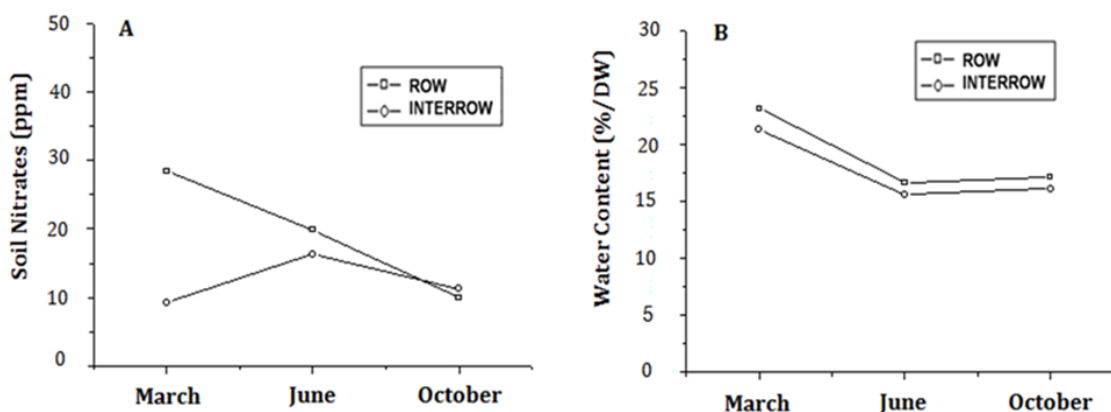 A
Soil Nitrates (ppm)
50
40
30
20
10
0
ROW
INTERROW
March June October
B
Water Content (%/DW)
30
25
20
15
10
5
0
ROW
INTERROW
March June October